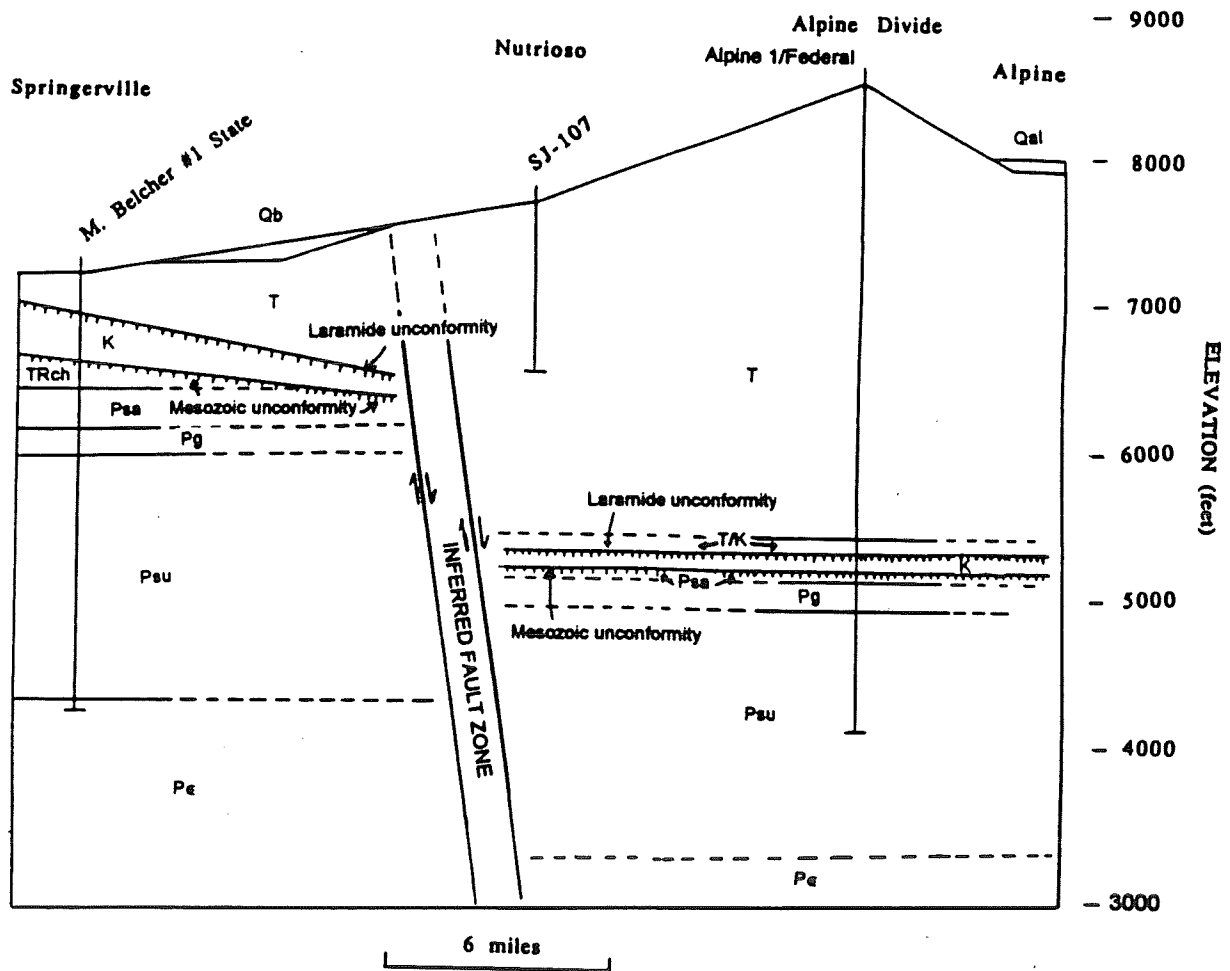 9000
Alpine Divide
Nutrioso
Alpine 1/Federal
Alpine
Springerville
M. Belcher #1 State
SJ-107
Qal
8000
Qb
7000
T
Laramide unconformity
K
T
TRch
Psa
Mesozoic unconformity
Pg
6000
ELEVATION (feet)
Laramide unconformity
T/K
K
Psa
Pg
5000
Mesozoic unconformity
Psu
INFERRED FAULT ZONE
Psu
4000
P€
P€
3000
6 miles